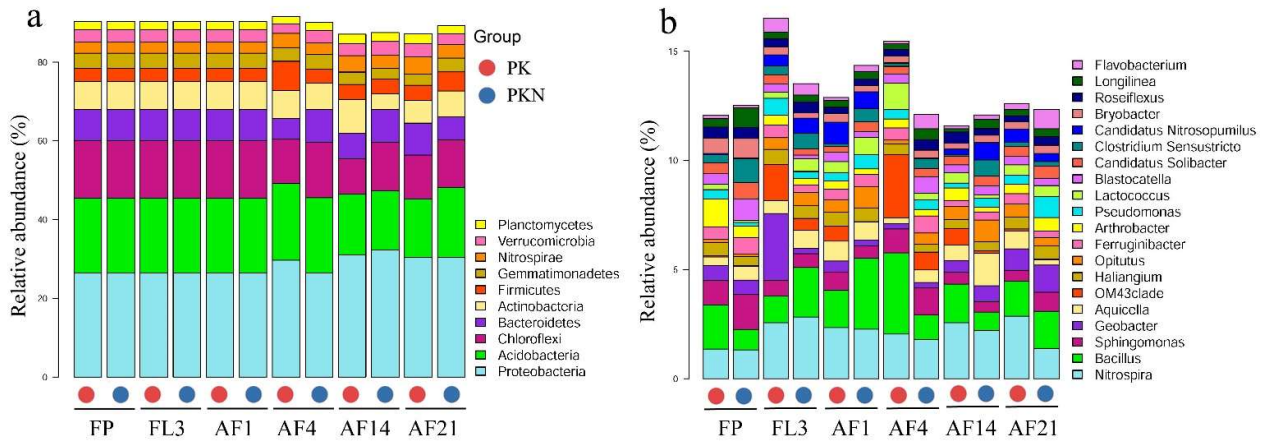 a
Relative abundance (%)
80
60
40
20
0
Group
PK
PKN
Planctomycetes
Verrucomicrobia
Nitrospirae
Gemmatimonadetes
Firmicutes
Actinobacteria
Bacteroidetes
Chloroflexi
Acidobacteria
Proteobacteria
FP FL3 AF1 AF4 AF14 AF21
b
Relative abundance (%)
15
10
5
0
Flavobacterium
Longilinea
Roseiflexus
Bryobacter
Candidatus Nitrosopumilus
Clostridium Sensustricto
Candidatus Solibacter
Blastocatella
Lactococcus
Pseudomonas
Arthrobacter
Ferruginibacter
Opitutus
Haliangium
OM43clade
Aquicella
Geobacter
Sphingomonas
Bacillus
Nitrospira
FP FL3 AF1 AF4 AF14 AF21